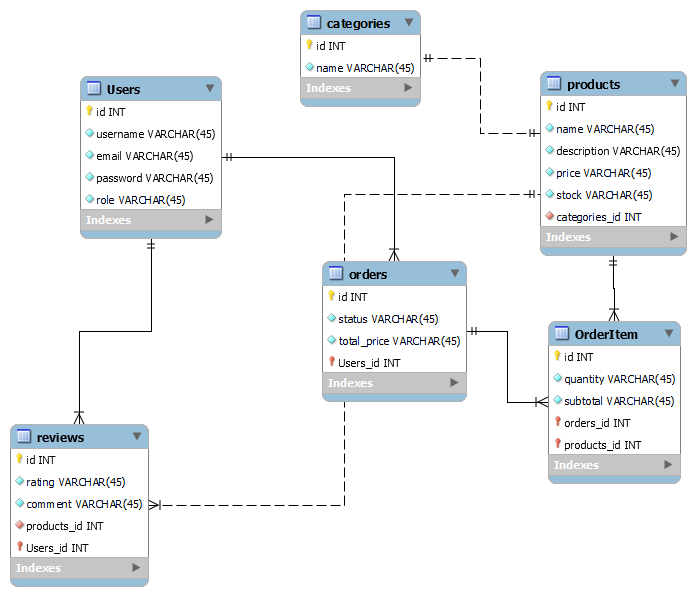 categories
id INT
name VARCHAR(45)
Indexes
Users
id INT
username VARCHAR(45)
email VARCHAR(45)
password VARCHAR(45)
role VARCHAR(45)
Indexes
products
id INT
name VARCHAR(45)
description VARCHAR(45)
price VARCHAR(45)
stock VARCHAR(45)
categories_id INT
Indexes
orders
id INT
status VARCHAR(45)
total_price VARCHAR(45)
Users_id INT
Indexes
OrderItem
id INT
quantity VARCHAR(45)
subtotal VARCHAR(45)
orders_id INT
products_id INT
Indexes
reviews
id INT
rating VARCHAR(45)
comment VARCHAR(45)
products_id INT
Users_id INT
Indexes